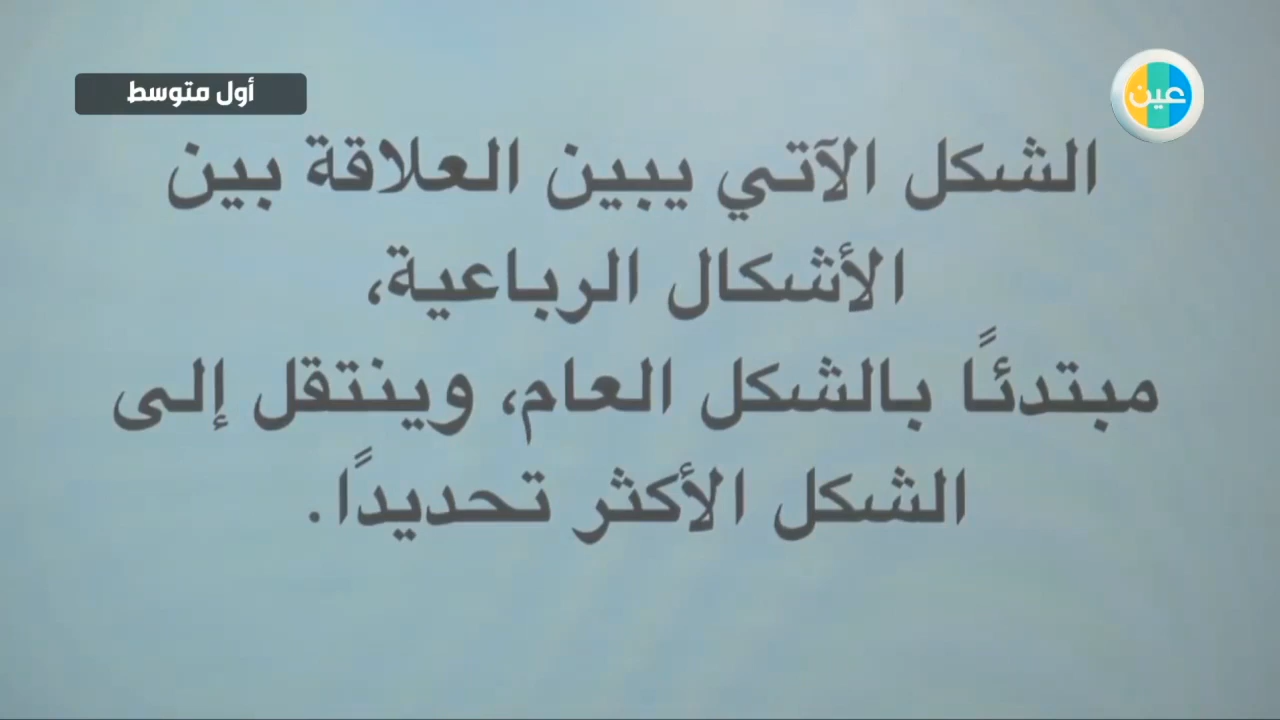 أول متوسط
عين
الشكل الآتي يبين العلاقة بين
الأشكال الرباعية،
مبتدئًا بالشكل العام، وينتقل إلى
الشكل الأكثر تحديدًا.